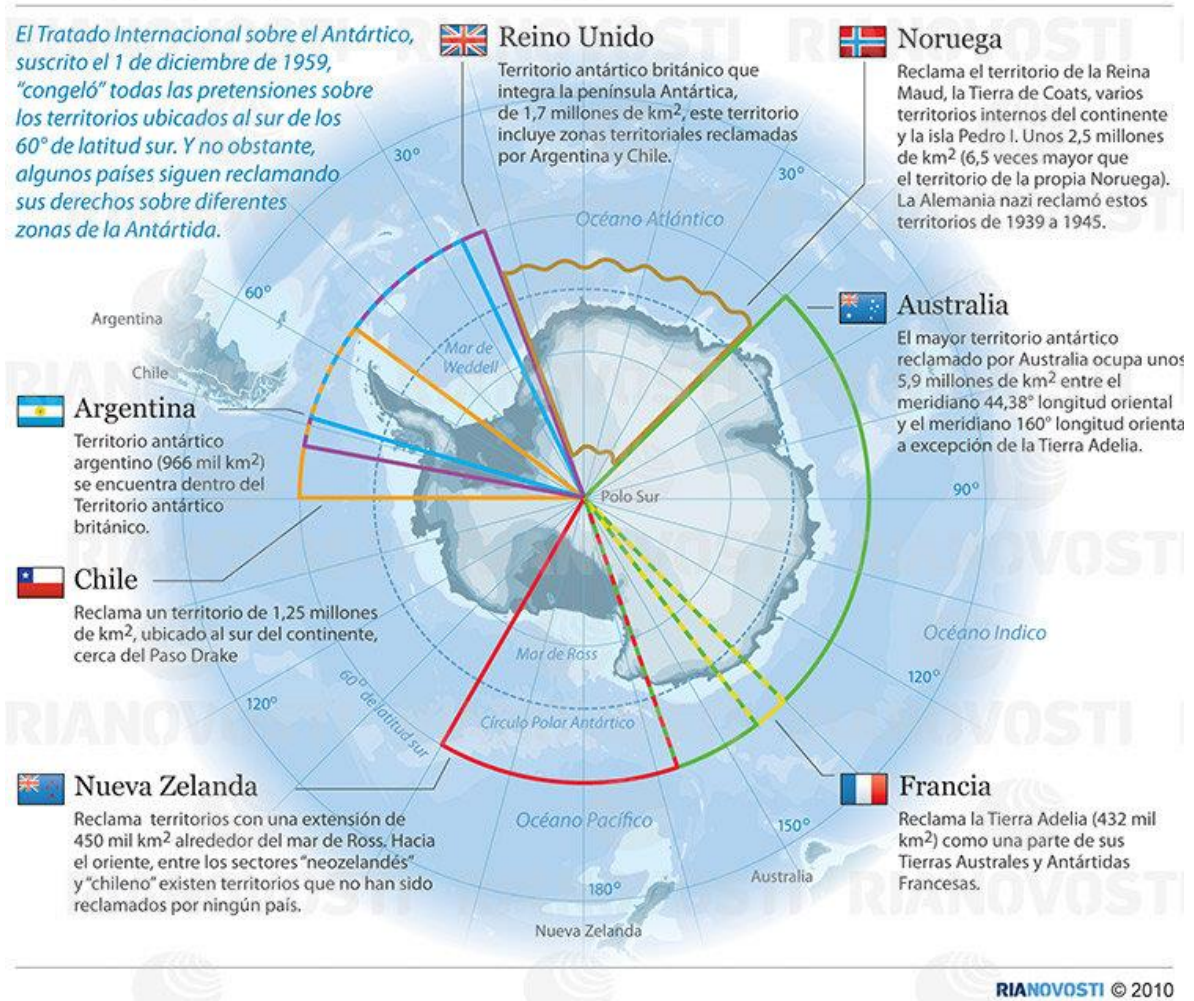 El Tratado Internacional sobre el Antártico,
suscrito el 1 de diciembre de 1959,
“congeló” todas las pretensiones sobre
los territorios ubicados al sur de los
60° de latitud sur. Y no obstante,
algunos países siguen reclamando
sus derechos sobre diferentes
zonas de la Antártida.
Reino Unido
Territorio antártico británico que
integra la península Antártica,
de 1,7 millones de km², este territorio
incluye zonas territoriales reclamadas
por Argentina y Chile.
Noruega
Reclama el territorio de la Reina
Maud, la Tierra de Coats, varios
territorios internos del continente
y la isla Pedro I. Unos 2,5 millones
de km² (6,5 veces mayor que
el territorio de la propia Noruega).
La Alemania nazi reclamó estos
territorios de 1939 a 1945.
30°
30°
Océano Atlántico
60°
60°
Argentina
Chile
Mar de
Weddell
Australia
El mayor territorio antártico
reclamado por Australia ocupa unos
5,9 millones de km² entre el
meridiano 44,38° longitud oriental
y el meridiano 160° longitud orienta
a excepción de la Tierra Adelia.
Argentina
Territorio antártico
argentino (966 mil km²)
se encuentra dentro del
Territorio antártico
británico.
Polo Sur
90°
Chile
Reclama un territorio de 1,25 millones
de km², ubicado al sur del continente,
cerca del Paso Drake
Océano Indico
Mar de Ross
120°
120°
60° de latitud sur
Círculo Polar Antártico
Nueva Zelanda
Reclama territorios con una extensión de
450 mil km² alrededor del mar de Ross. Hacia
el oriente, entre los sectores “neozelandés”
y “chileno” existen territorios que no han sido
reclamados por ningún país.
Océano Pacífico
150°
Australia
180°
Nueva Zelanda
Francia
Reclama la Tierra Adelia (432 mil
km²) como una parte de sus
Tierras Australes y Antártidas
Francesas.
RIANOVOSTI © 2010